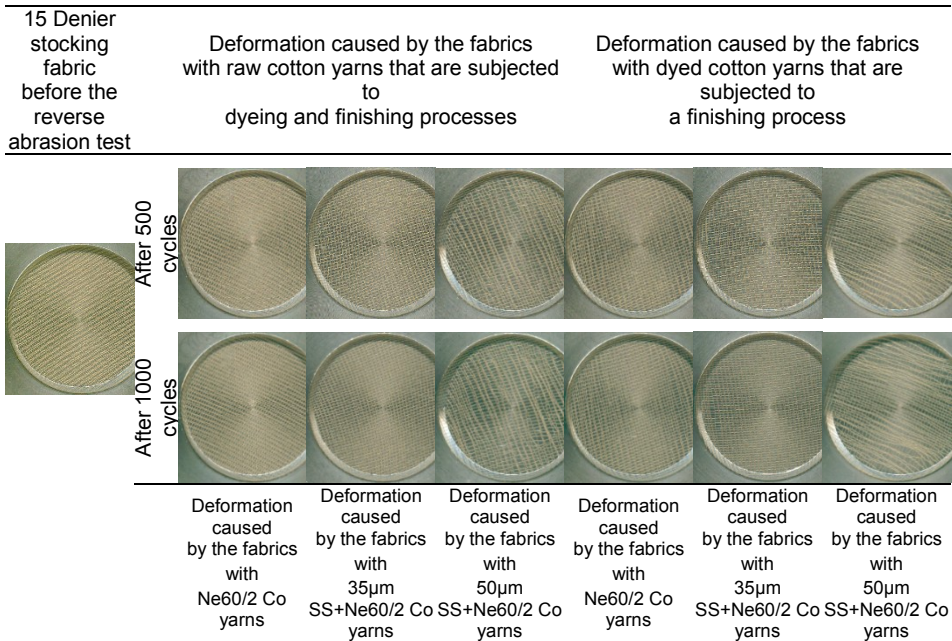 15 Denier
stocking
fabric
before the
reverse
abrasion test
Deformation caused by the fabrics
with raw cotton yarns that are subjected
to
dyeing and finishing processes
Deformation caused by the fabrics
with dyed cotton yarns that are
subjected to
a finishing process
After 500
cycles
After 1000
cycles
Deformation
caused
by the fabrics
with
Ne60/2 Co
yarns
Deformation
caused
by the fabrics
with
35µm
SS+Ne60/2 Co
yarns
Deformation
caused
by the fabrics
with
50µm
SS+Ne60/2 Co
yarns
Deformation
caused
by the fabrics
with
Ne60/2 Co
yarns
Deformation
caused
by the fabrics
with
35µm
SS+Ne60/2 Co
yarns
Deformation
caused
by the fabrics
with
50µm
SS+Ne60/2 Co
yarns